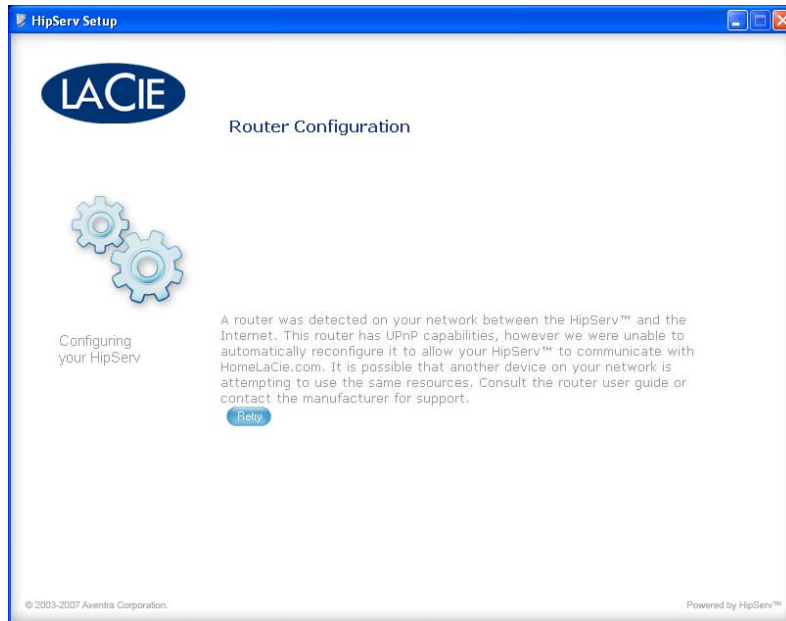 HipServ Setup
LACIE
Router Configuration
Configuring
your HipServ
A router was detected on your network between the HipServ™ and the
Internet. This router has UPnP capabilities, however we were unable to
automatically reconfigure it to allow your HipServ™ to communicate with
HomeLaCie.com. It is possible that another device on your network is
attempting to use the same resources. Consult the router user guide or
contact the manufacturer for support.
Retry
© 2003-2007 Axentra Corporation.
Powered by HipServ™